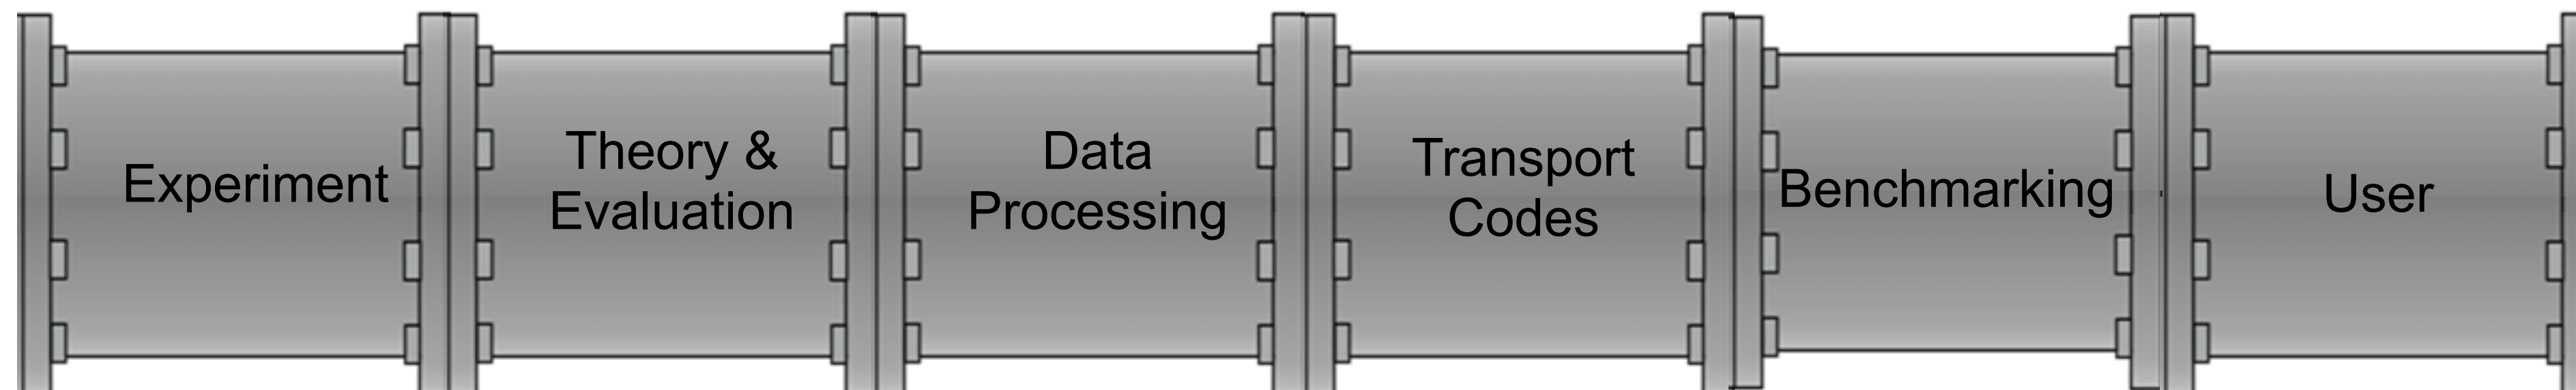 Experiment
Theory &
Evaluation
Data
Processing
Transport
Codes
Benchmarking
User